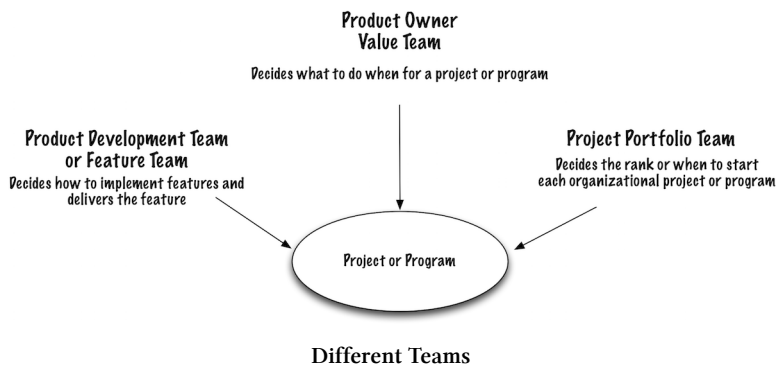 Product Owner
Value Team
Decides what to do when for a project or program
Product Development Team
or Feature Team
Decides how to implement features and
delivers the feature
Project Portfolio Team
Decides the rank or when to start
each organizational project or program
Project or Program
Different Teams